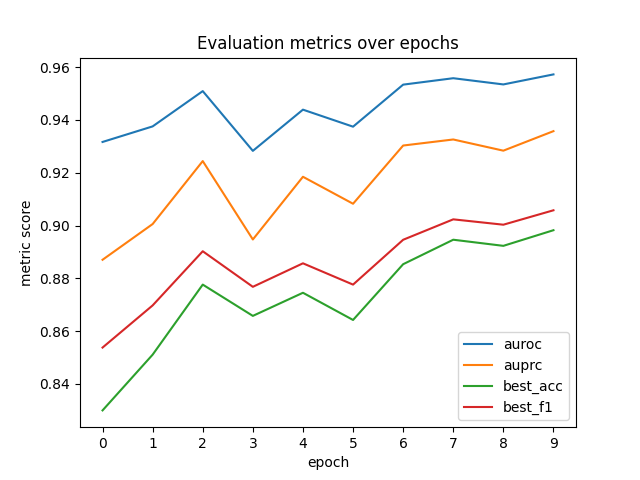 Evaluation metrics over epochs
metric score
0.96
0.94
0.92
0.90
0.88
0.86
0.84
auroc
auprc
best_acc
best_f1
0 1 2 3 4 5 6 7 8 9
epoch